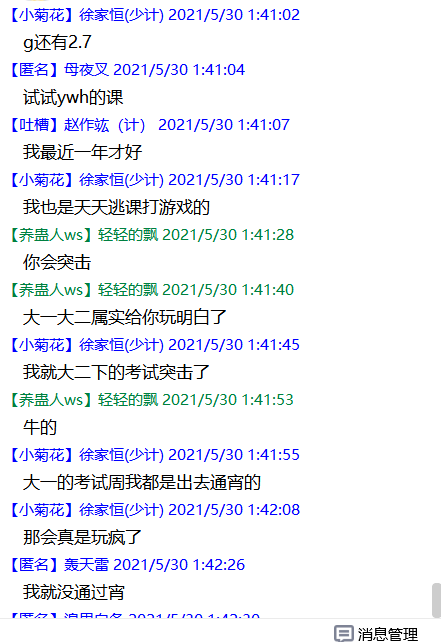 【小菊花】徐家恒(少计) 2021/5/30 1:41:02
g还有2.7
【匿名】母夜叉 2021/5/30 1:41:04
试试ywh的课
【吐槽】赵作竑（计） 2021/5/30 1:41:07
我最近一年才好
【小菊花】徐家恒(少计) 2021/5/30 1:41:17
我也是天天逃课打游戏的
【养蛊人ws】轻轻的飘 2021/5/30 1:41:28
你会突击
【养蛊人ws】轻轻的飘 2021/5/30 1:41:40
大一大二属实给你玩明白了
【小菊花】徐家恒(少计) 2021/5/30 1:41:45
我就大二下的考试突击了
【养蛊人ws】轻轻的飘 2021/5/30 1:41:53
牛的
【小菊花】徐家恒(少计) 2021/5/30 1:41:55
大一的考试周我都是出去通宵的
【小菊花】徐家恒(少计) 2021/5/30 1:42:08
那会真是玩疯了
【匿名】轰天雷 2021/5/30 1:42:26
我就没通过宵
消息管理